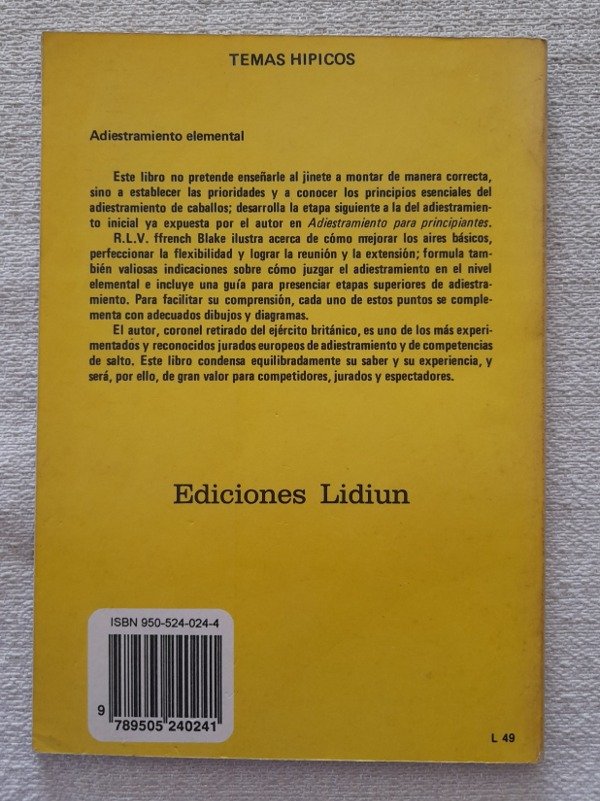 TEMAS HIPICOS
Adiestramiento elemental
Este libro no pretende enseñarle al jinete a montar de manera correcta,
sino a establecer las prioridades y a conocer los principios esenciales del
adiestramiento de caballos; desarrolla la etapa siguiente a la del adiestramien-
to inicial ya expuesta por el autor en Adiestramiento para principiantes.
R.L.V. ffrench Blake ilustra acerca de cómo mejorar los aires básicos,
perfeccionar la flexibilidad y lograr la reunión y la extensión; formula tam-
bién valiosas indicaciones sobre cómo juzgar el adiestramiento en el nivel
elemental e incluye una guía para presenciar etapas superiores de adiestra-
miento. Para facilitar su comprensión, cada uno de estos puntos se comple-
menta con adecuados dibujos y diagramas.
El autor, coronel retirado del ejército británico, es uno de los más experi-
mentados y reconocidos jurados europeos de adiestramiento y de competencias
de salto. Este libro condensa equilibradamente su saber y su experiencia, y
será, por ello, de gran valor para competidores, jurados y espectadores.
Ediciones Lidiun
ISBN 950-524-024-4
9 789505 240241
L 49